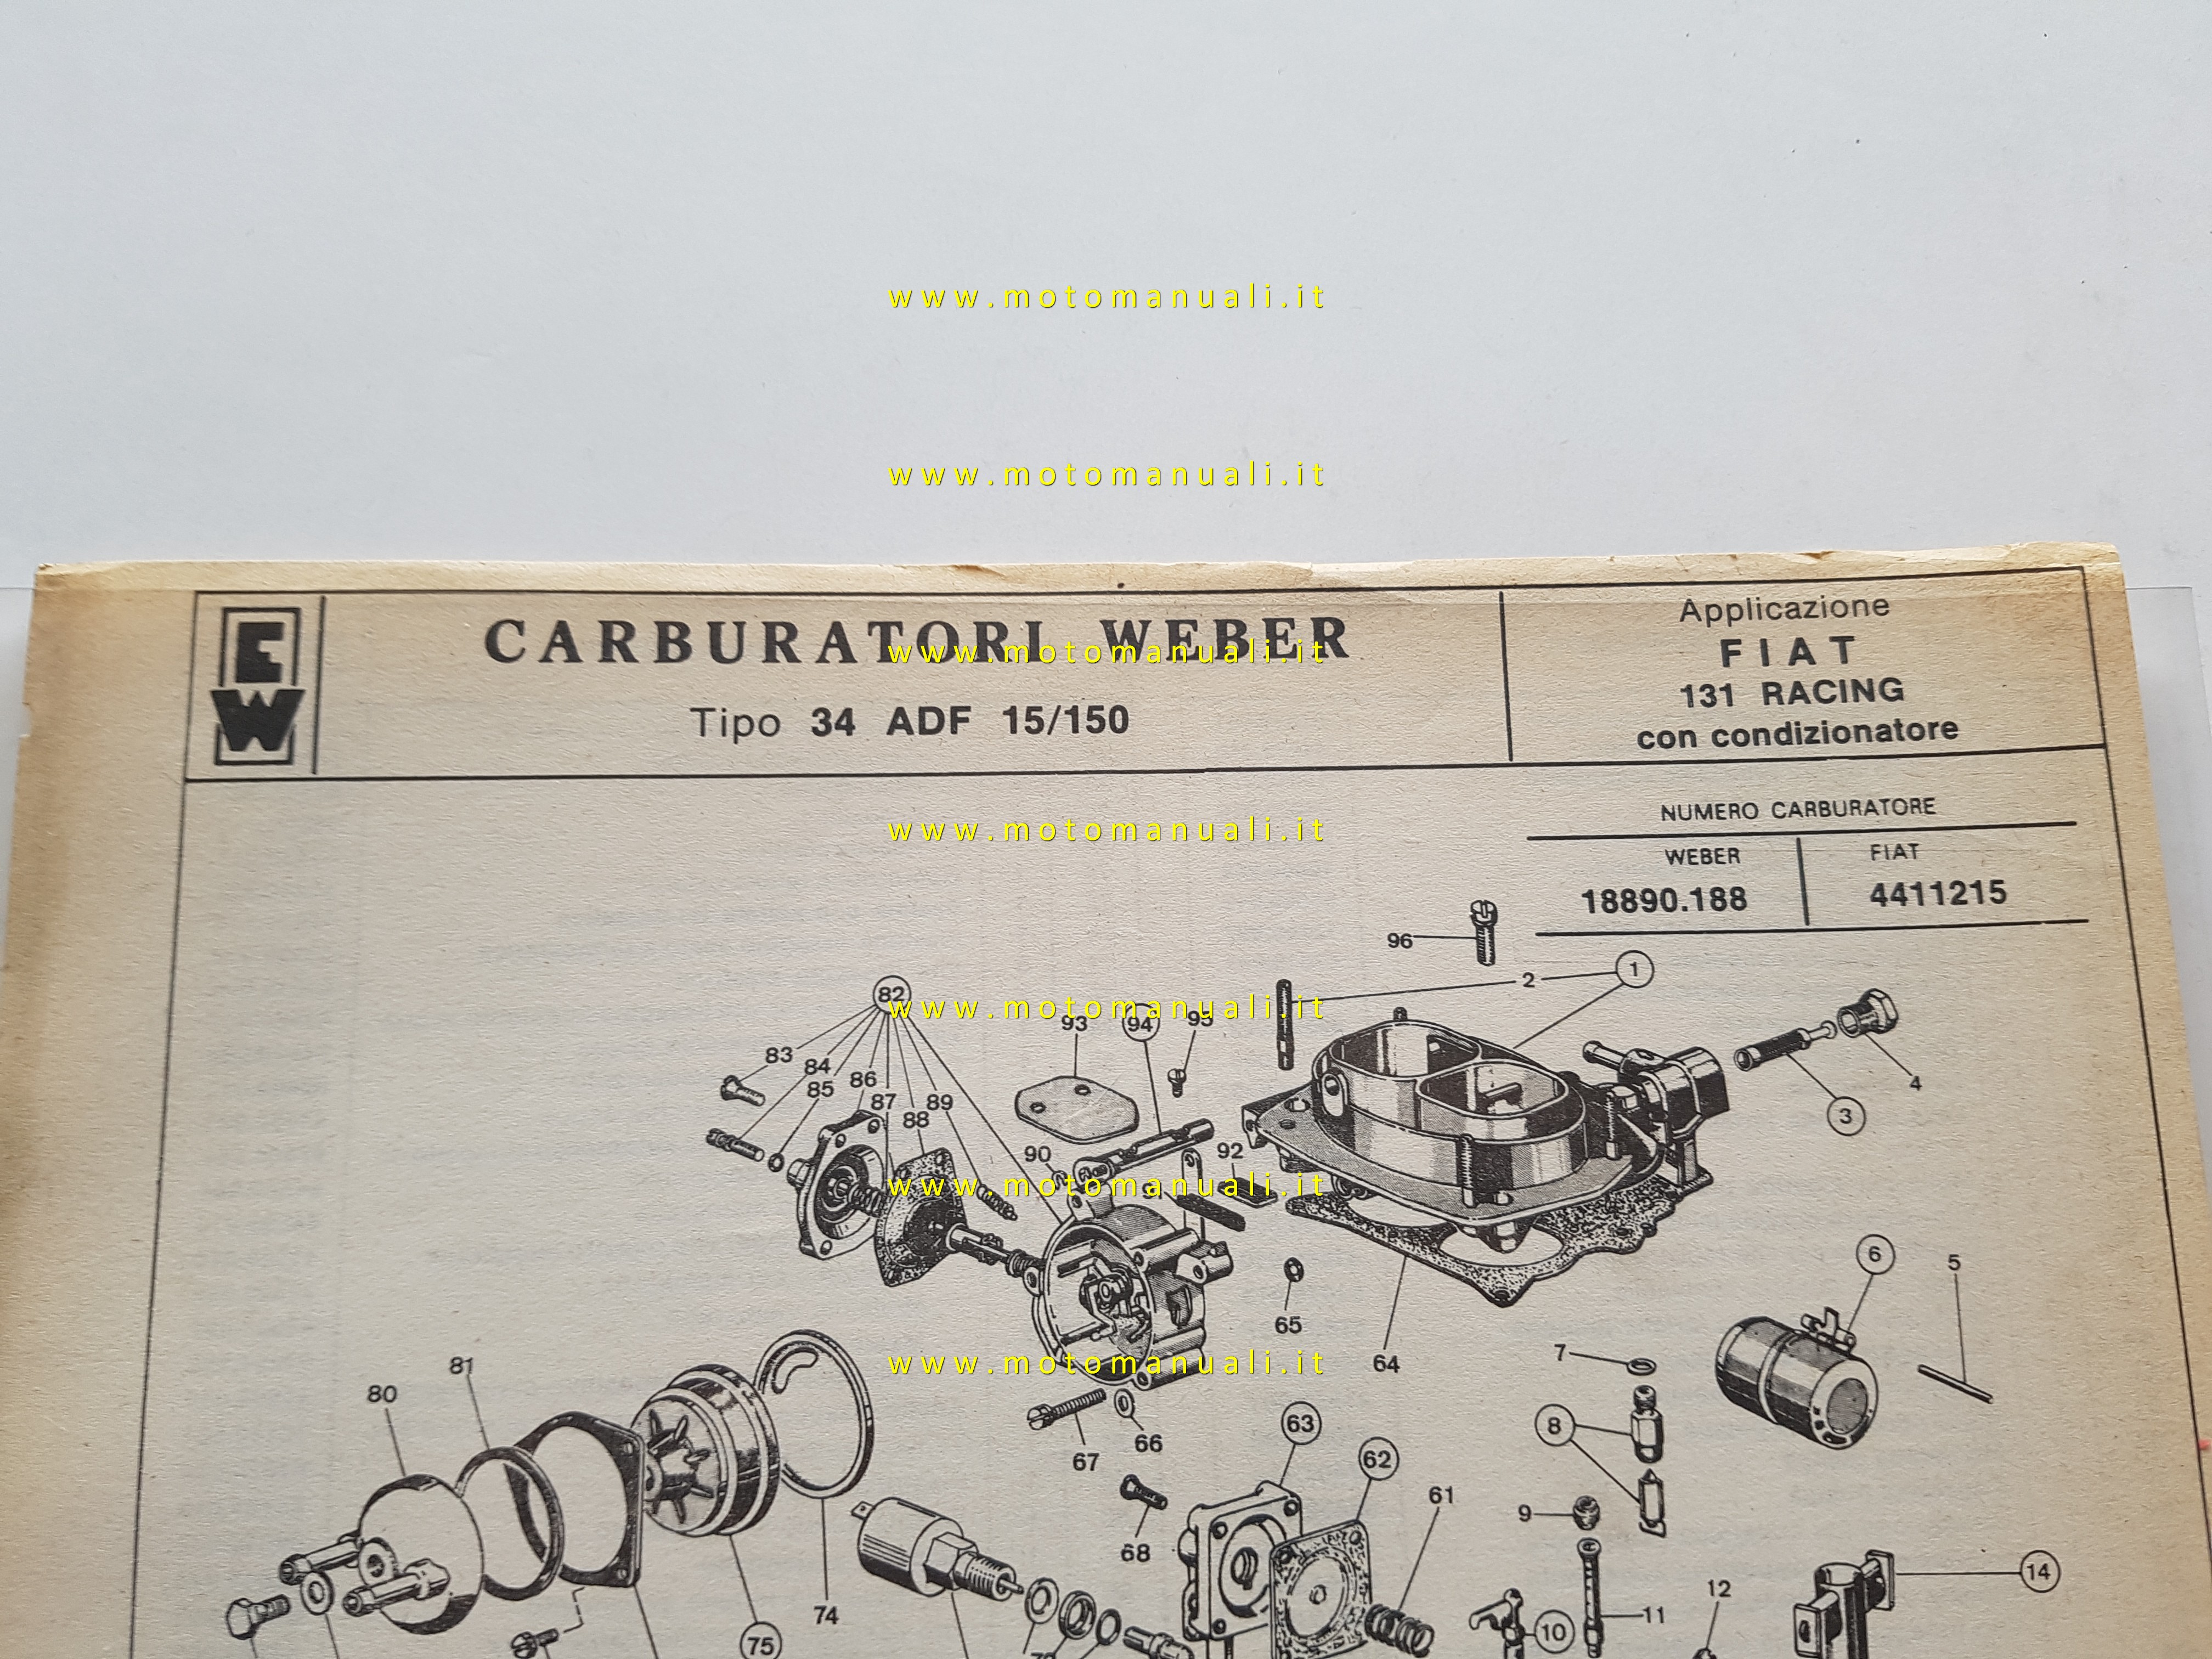 www.motomanuali.it
www.motomanuali.it
EW
CARBURATORI WEBER
www.motomanuali.it
Tipo 34 ADF 15/150
Applicazione
FIAT
131 RACING
con condizionatore
NUMERO CARBURATORE
WEBER FIAT
18890.188 4411215
www.motomanuali.it
96
2 1
82
www.motomanuali.it
93 94 95
83
84
85 86
87
88 89
4
3
90 92
www.motomanuali.it
6 5
65
64
7
www.motomanuali.it
80 81
8
63
66
67
62
61
9
68
www.motomanuali.it
74
75
10 11 12 14